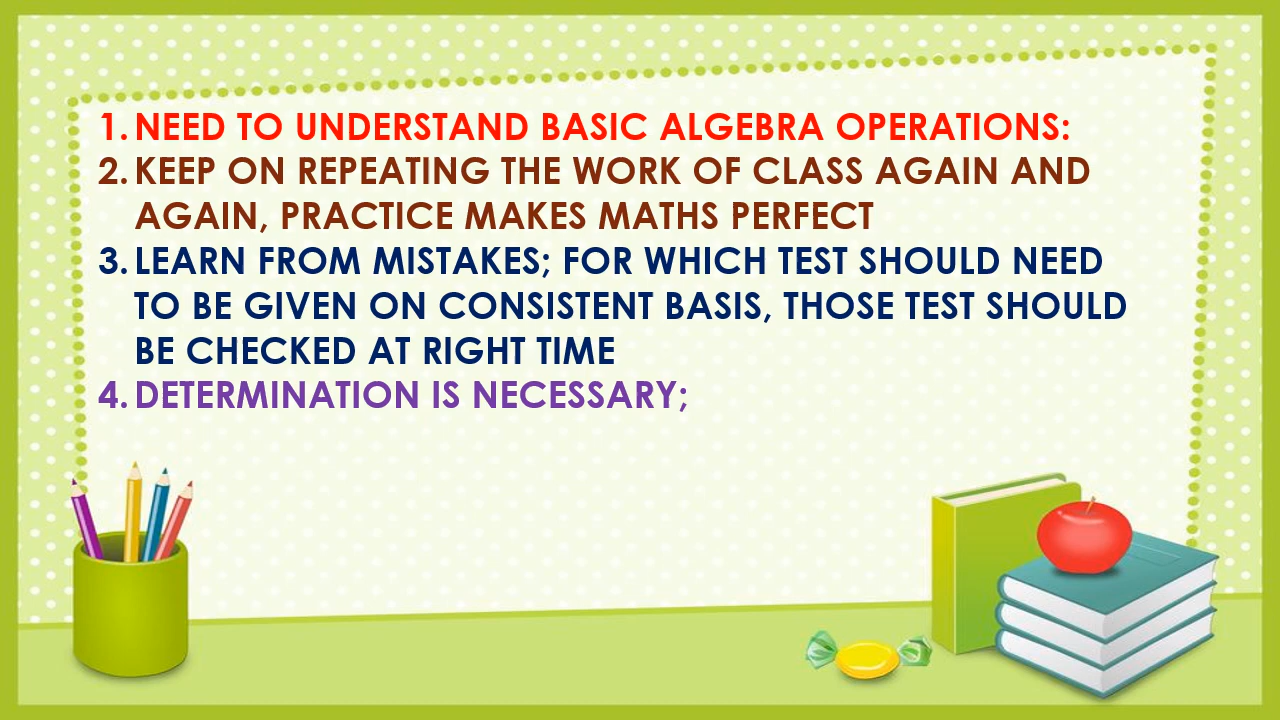 1. NEED TO UNDERSTAND BASIC ALGEBRA OPERATIONS:
2. KEEP ON REPEATING THE WORK OF CLASS AGAIN AND
AGAIN, PRACTICE MAKES MATHS PERFECT
3. LEARN FROM MISTAKES; FOR WHICH TEST SHOULD NEED
TO BE GIVEN ON CONSISTENT BASIS, THOSE TEST SHOULD
BE CHECKED AT RIGHT TIME
4. DETERMINATION IS NECESSARY;